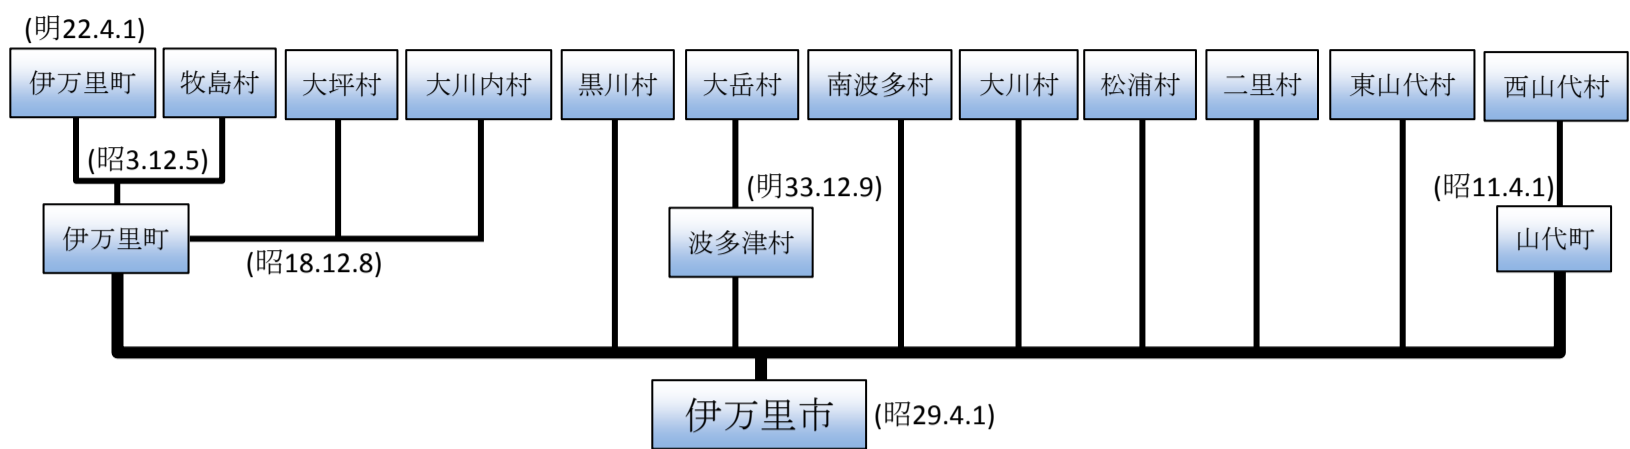 (明22.4.1)
伊万里町
牧島村
大坪村
大川内村
黒川村
大岳村
南波多村
大川村
松浦村
二里村
東山代村
西山代村
(昭3.12.5)
(明33.12.9)
(昭11.4.1)
伊万里町
波多津村
山代町
(昭18.12.8)
伊万里市
(昭29.4.1)